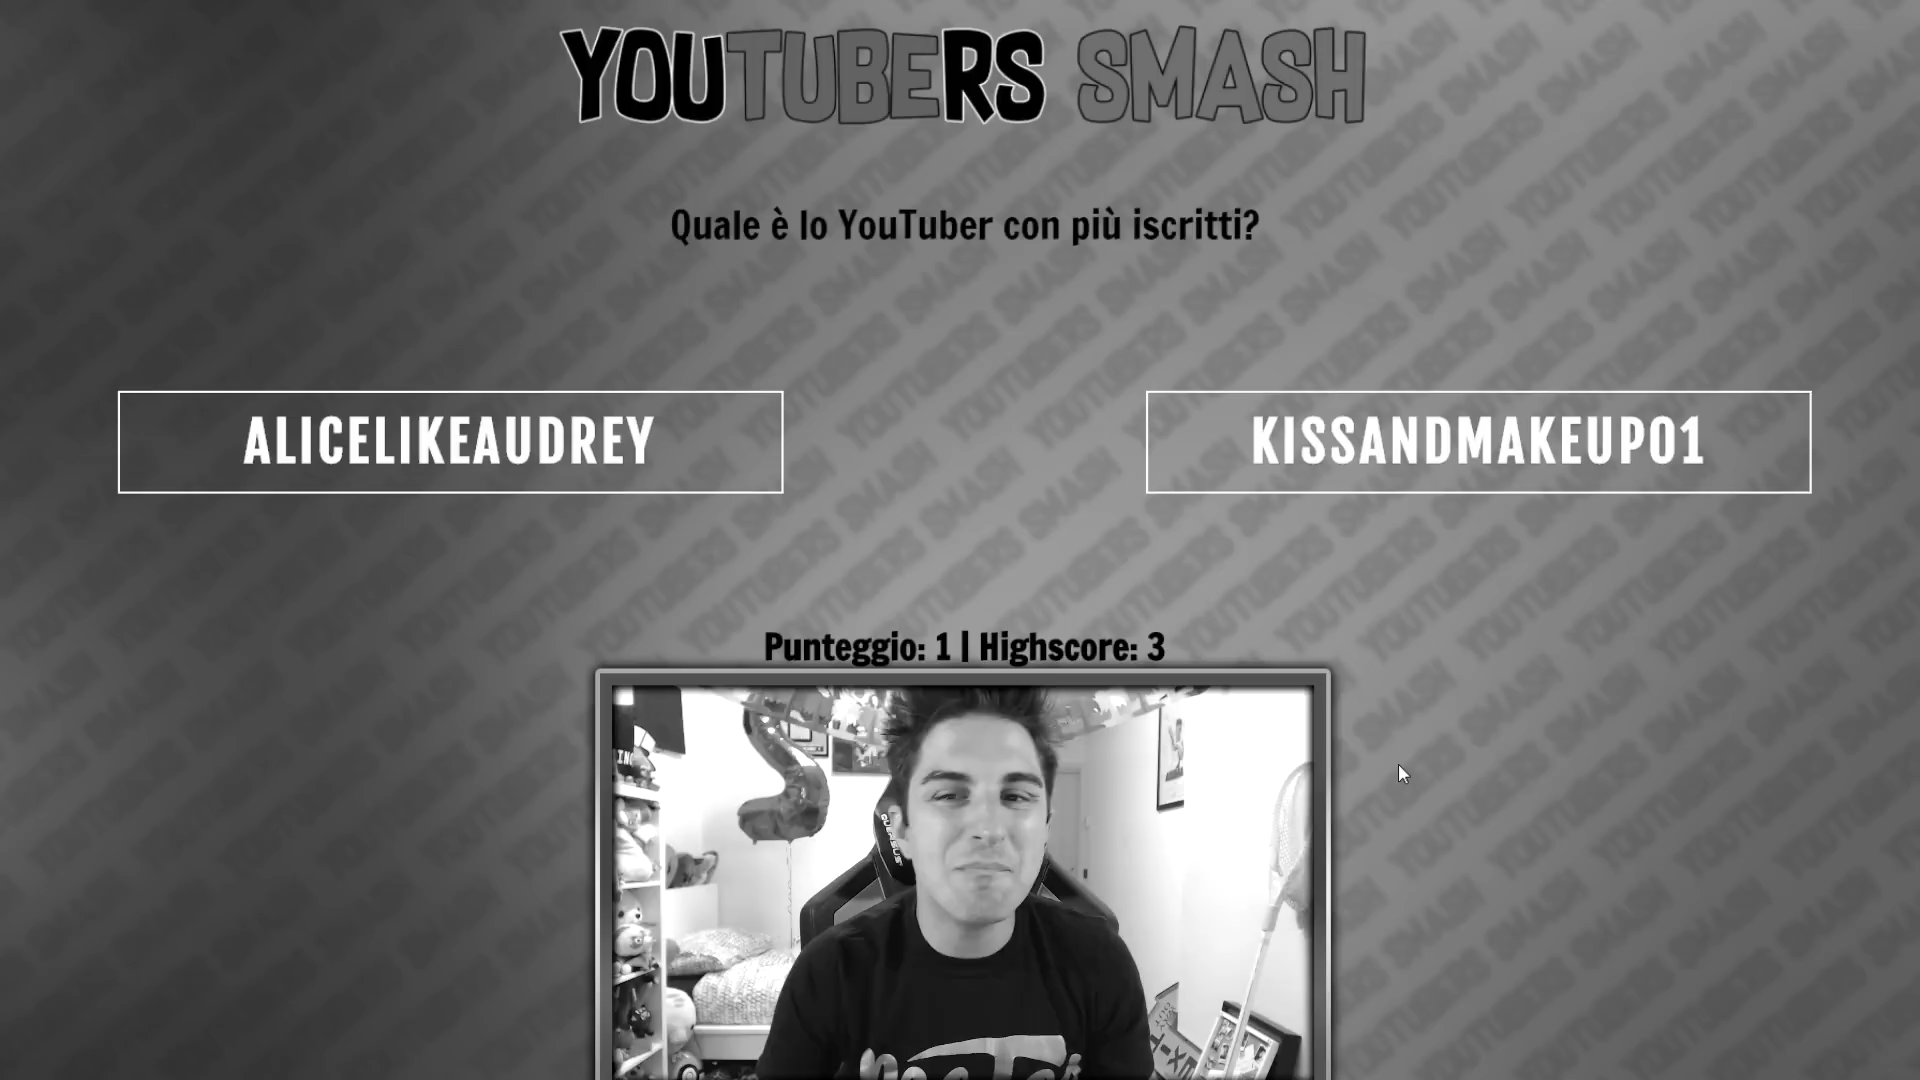 YOUTUBERS SMASH
Quale è lo YouTuber con più iscritti?
ALICELIKEAUDREY
KISSANDMAKEUP01
Punteggio: 1 | Highscore: 3